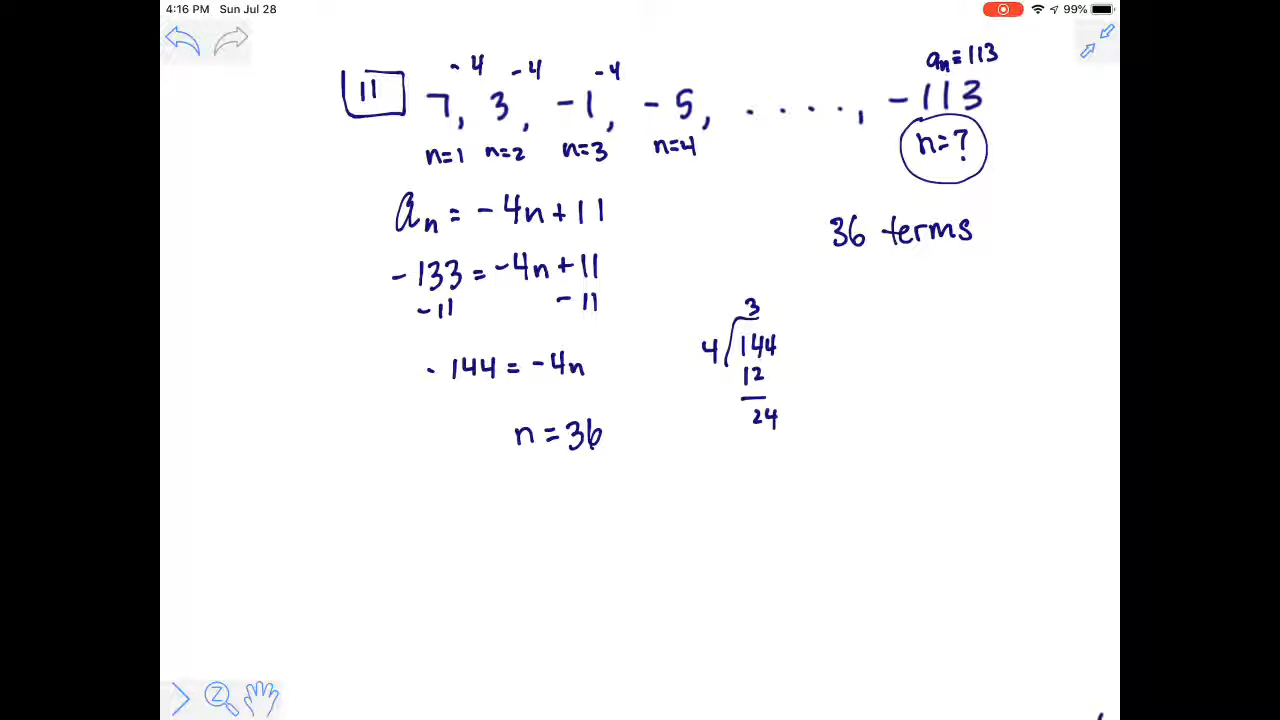 4:16 PM Sun Jul 28 99%
-4 -4 -4 an = 113
11 7, 3, -1, -5, . . . . , -113
n=1 n=2 n=3 n=4 n=?
an = -4n+11
36 terms
-133 = -4n+11
-11 -11
3
4 144
12
24
-144 = -4n
n = 36
Z